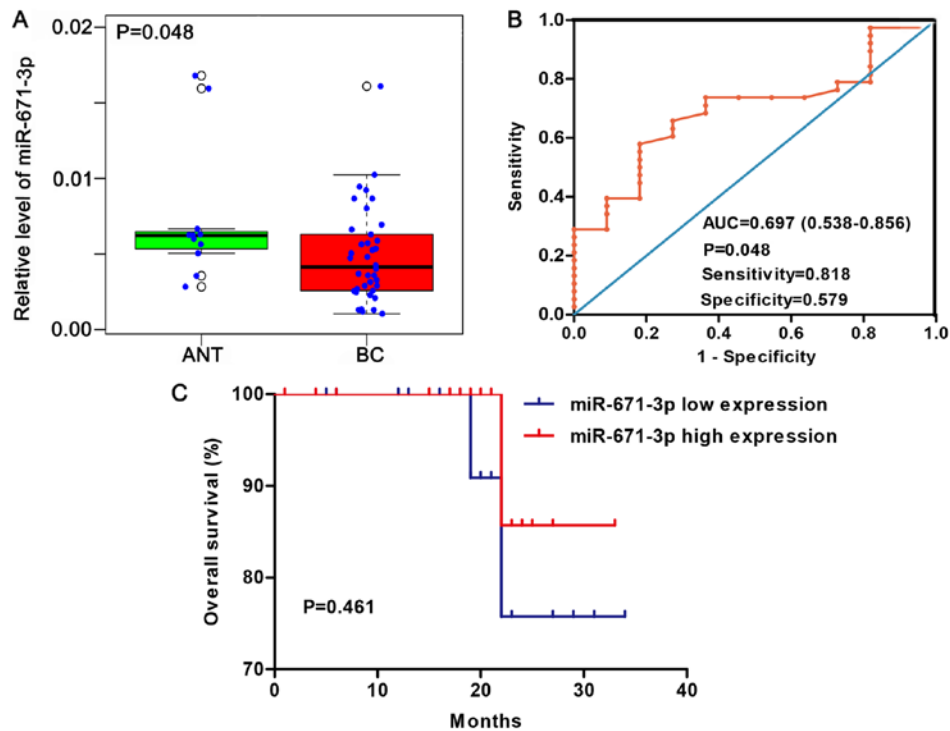 A
P=0.048
Relative level of miR-671-3p
0.02
0.01
0.00
ANT
BC
B
Sensitivity
1.0
0.8
0.6
0.4
0.2
0.0
AUC=0.697 (0.538-0.856)
P=0.048
Sensitivity=0.818
Specificity=0.579
0.0
0.2
0.4
0.6
0.8
1.0
1 - Specificity
C
Overall survival (%)
100
90
80
70
miR-671-3p low expression
miR-671-3p high expression
P=0.461
0
10
20
30
40
Months